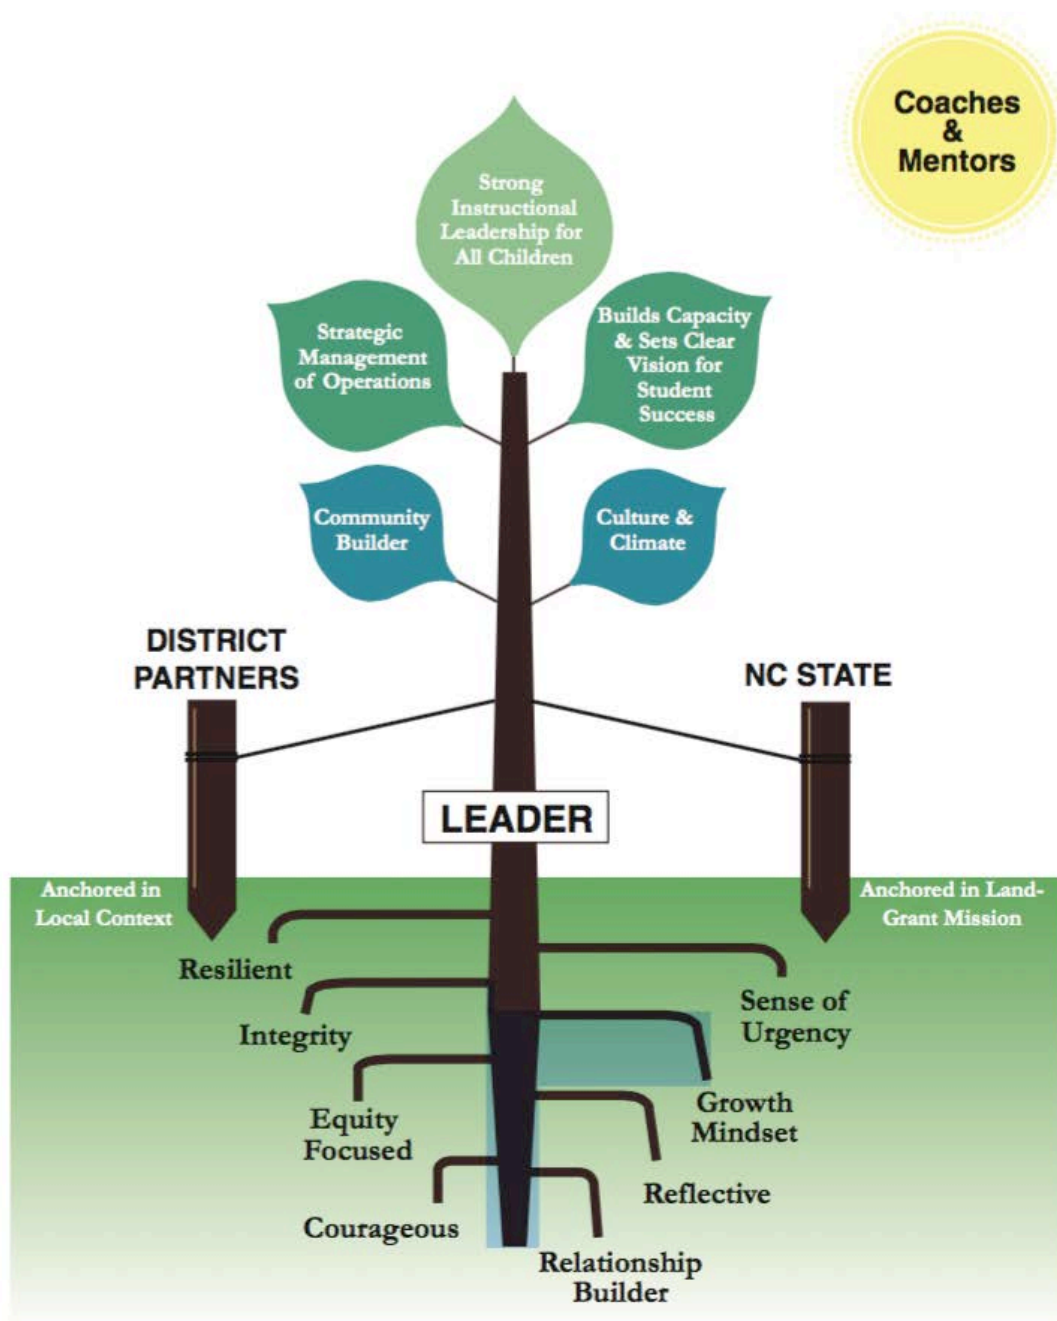 Coaches
&
Mentors
Strong
Instructional
Leadership for
All Children
Strategic
Management
of Operations
Builds Capacity
& Sets Clear
Vision for
Student
Success
Community
Builder
Culture &
Climate
DISTRICT
PARTNERS
NC STATE
LEADER
Anchored in
Local Context
Anchored in Land-
Grant Mission
Resilient
Sense of
Urgency
Integrity
Growth
Mindset
Equity
Focused
Reflective
Courageous
Relationship
Builder